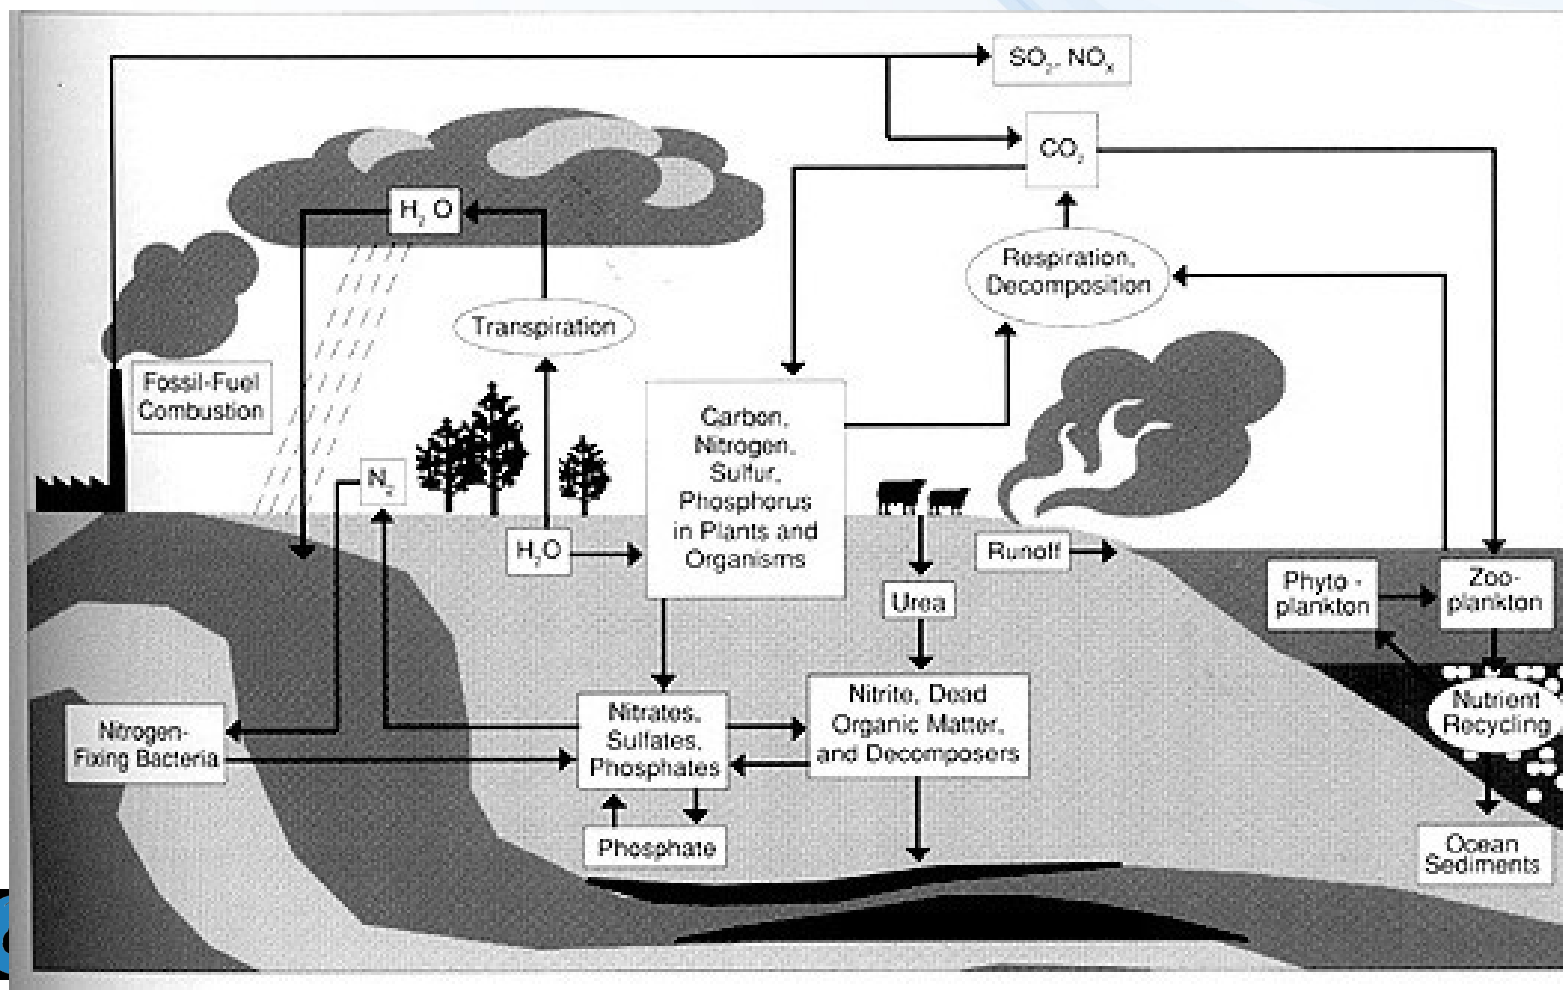 SO₂, NOₓ
CO₂
H₂ O
Respiration,
Decomposition
Transpiration
Fossil-Fuel
Combustion
N₂
Carbon,
Nitrogen,
Sulfur,
Phosphorus
in Plants and
Organisms
H₂O
Runoff
Urea
Phyto -
plankton
Zoo-
plankton
Nitrogen-
Fixing Bacteria
Nitrates,
Sulfates,
Phosphates
Nitrite, Dead
Organic Matter,
and Decomposers
Nutrient
Recycling
Phosphate
Ocean
Sediments